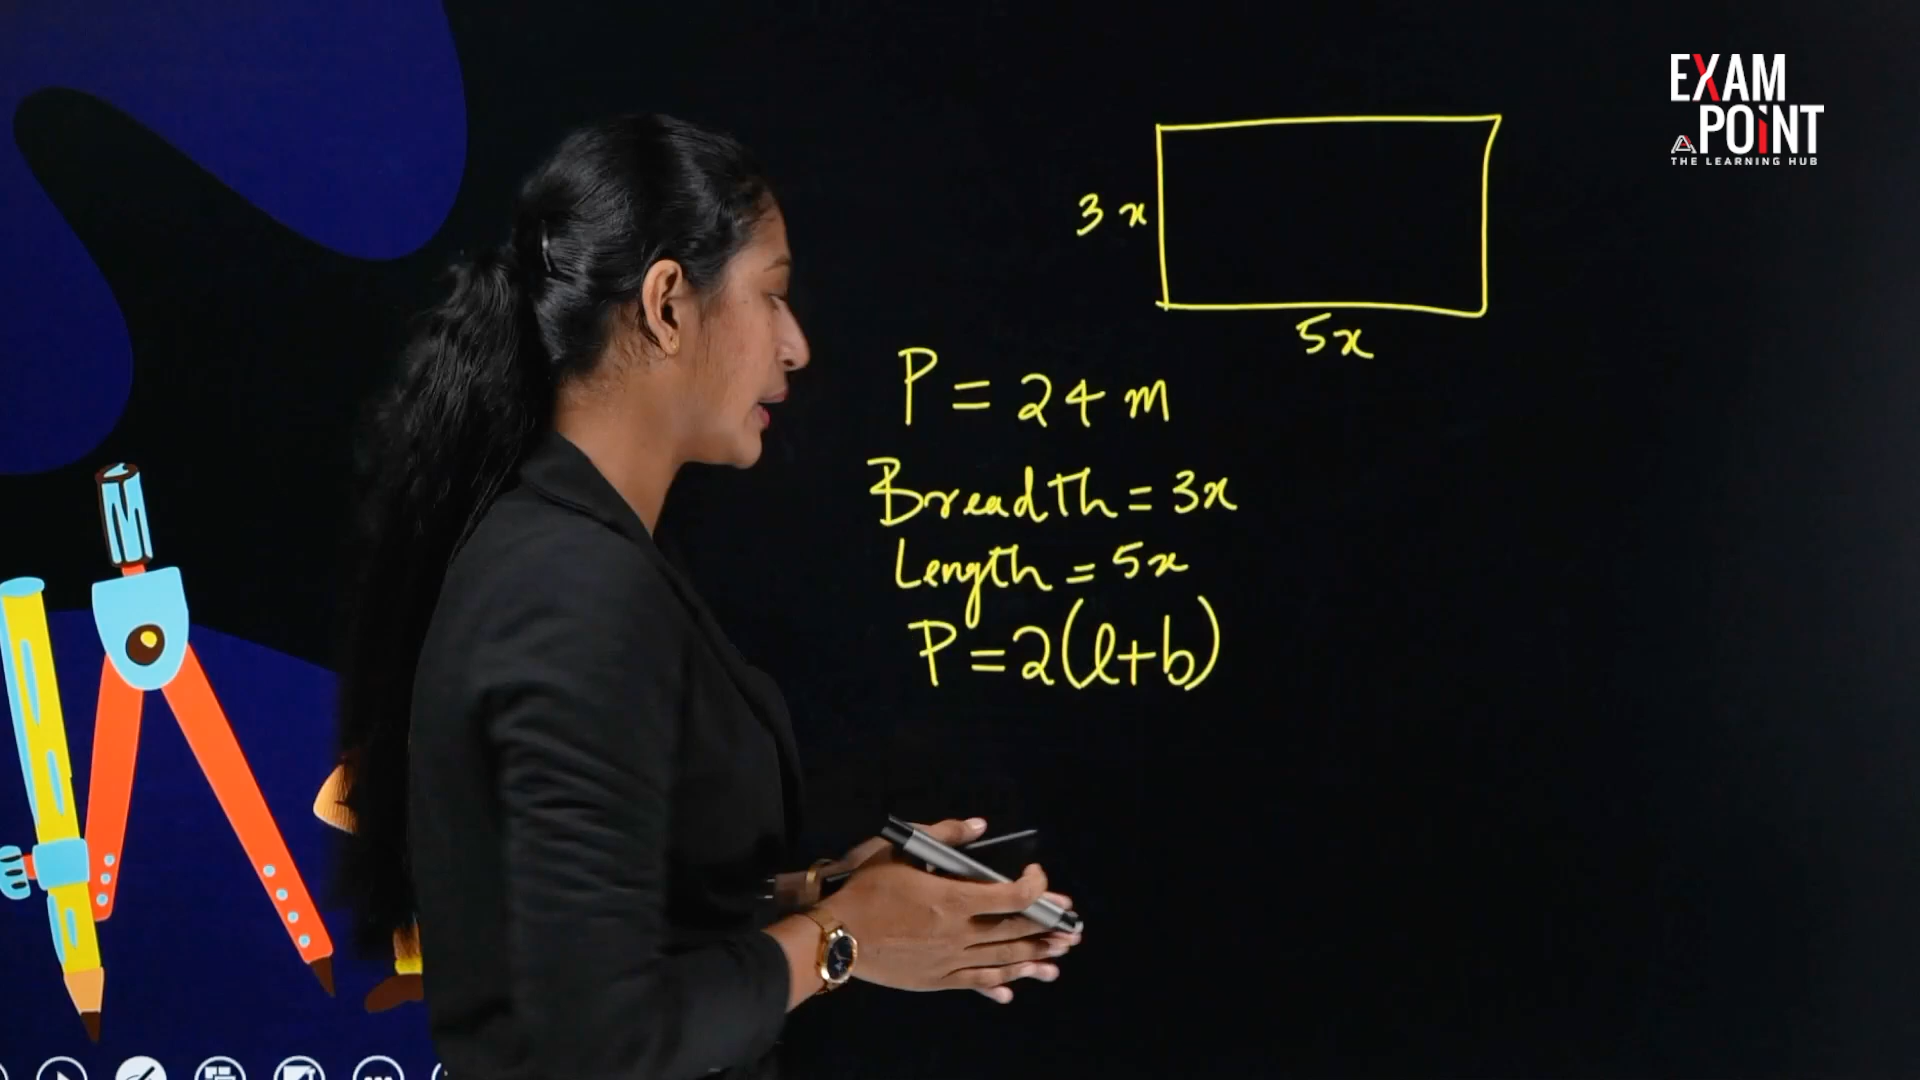 EXAM
POINT
THE LEARNING HUB
3x
5x
P = 24 m
Breadth = 3x
Length = 5x
P = 2(l+b)